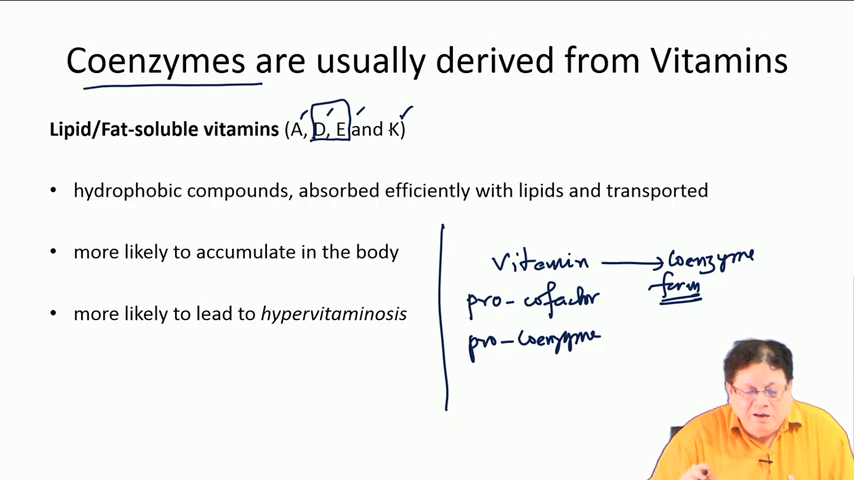 Coenzymes are usually derived from Vitamins
Lipid/Fat-soluble vitamins (A, D, E and K)
• hydrophobic compounds, absorbed efficiently with lipids and transported
• more likely to accumulate in the body
• more likely to lead to hypervitaminosis
Vitamin → Coenzyme
form
pro-cofactor
pro-coenzyme